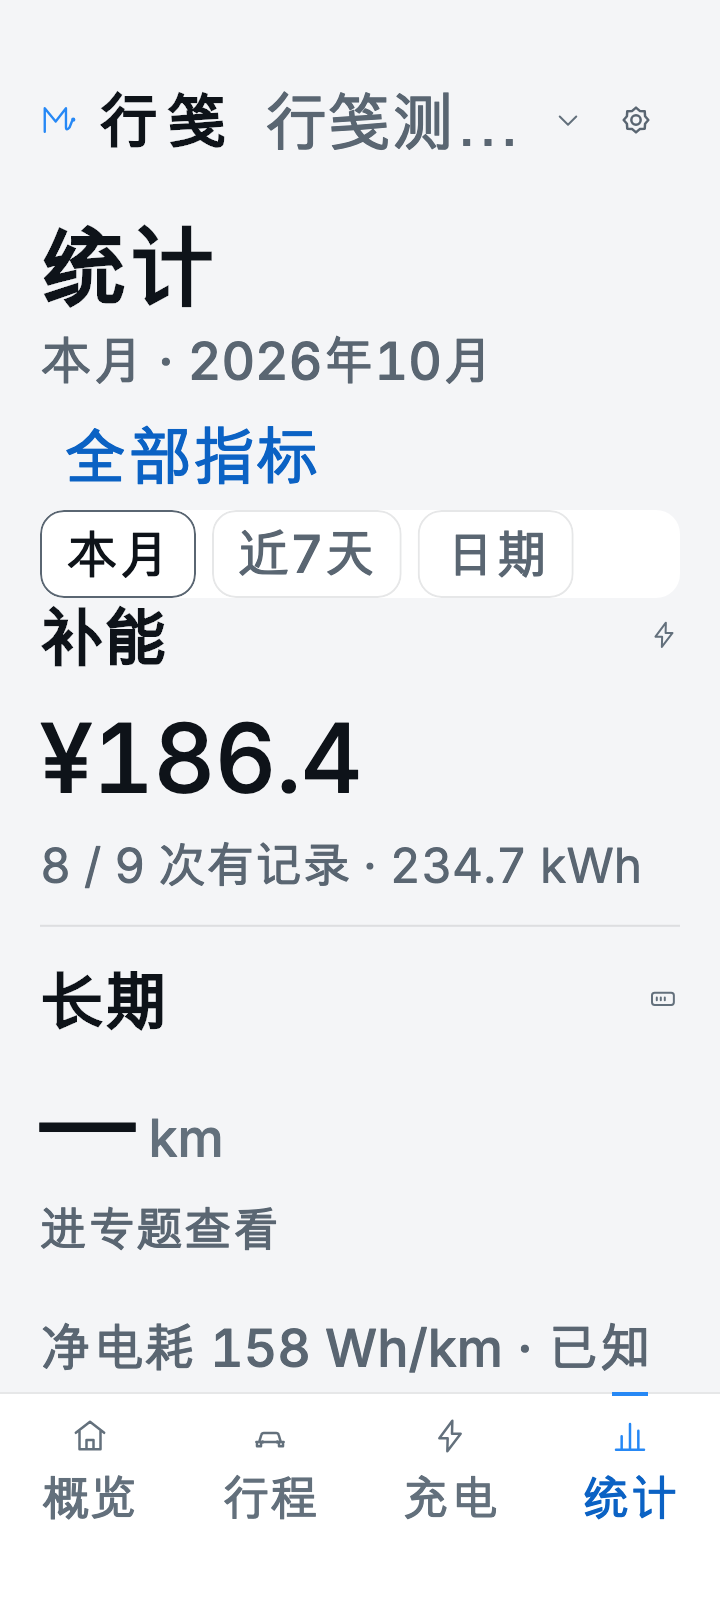 行笺 行笺测...
统计
本月 · 2026年10月
全部指标
本月 近7天 日期
补能
¥186.4
8 / 9 次有记录 · 234.7 kWh
长期
— km
进专题查看
净电耗 158 Wh/km · 已知
概览 行程 充电 统计